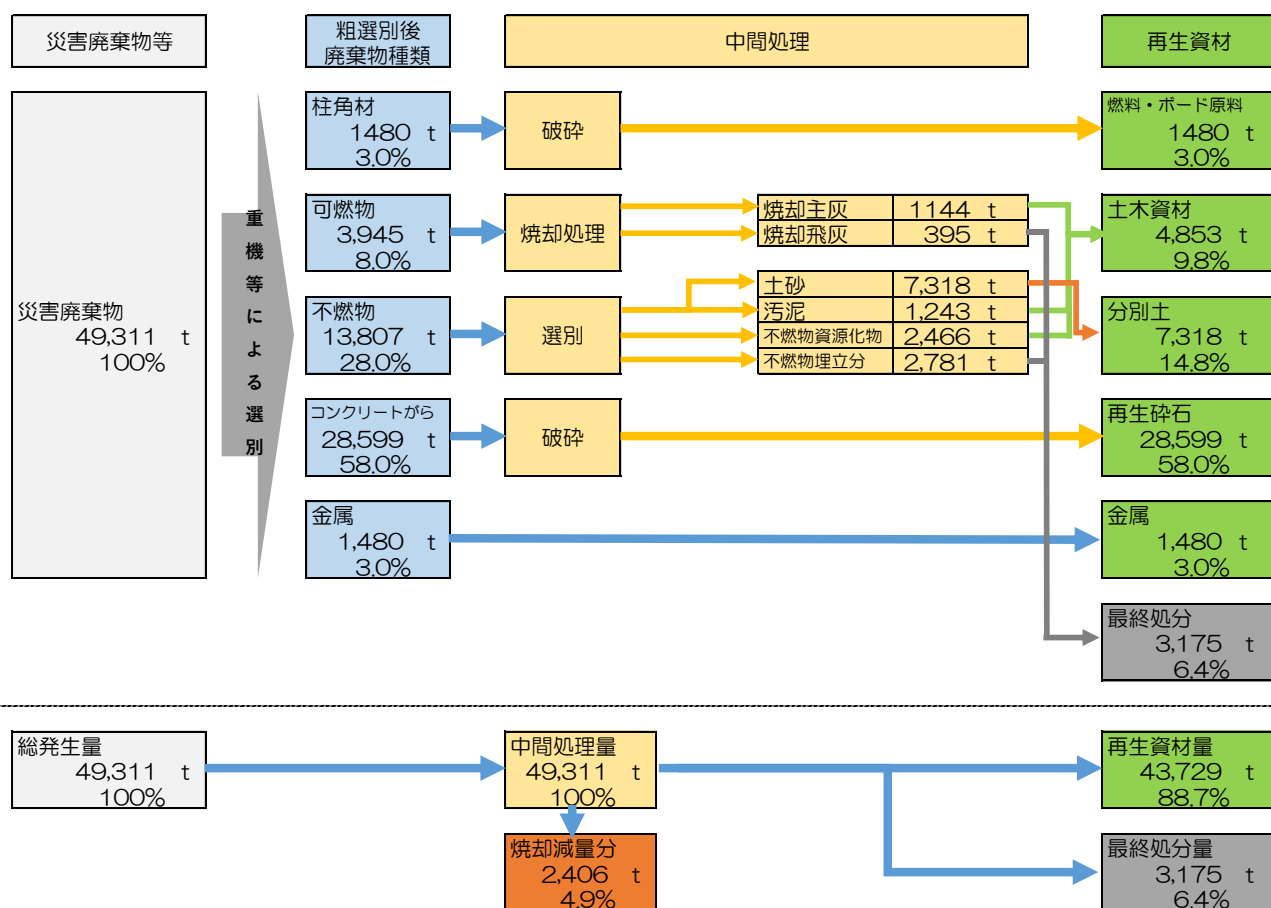 災害廃棄物等
粗選別後
廃棄物種類
中間処理
再生資材
災害廃棄物
49,311 t
100%
重機等による選別
柱角材
1480 t
3.0%
破砕
燃料・ボード原料
1480 t
3.0%
可燃物
3,945 t
8.0%
焼却処理
焼却主灰 1144 t
焼却飛灰 395 t
土木資材
4,853 t
9.8%
不燃物
13,807 t
28.0%
選別
土砂 7,318 t
汚泥 1,243 t
不燃物資源化物 2,466 t
不燃物埋立分 2,781 t
分別土
7,318 t
14.8%
コンクリートがら
28,599 t
58.0%
破砕
再生砕石
28,599 t
58.0%
金属
1,480 t
3.0%
金属
1,480 t
3.0%
最終処分
3,175 t
6.4%
総発生量
49,311 t
100%
中間処理量
49,311 t
100%
再生資材量
43,729 t
88.7%
焼却減量分
2,406 t
4.9%
最終処分量
3,175 t
6.4%